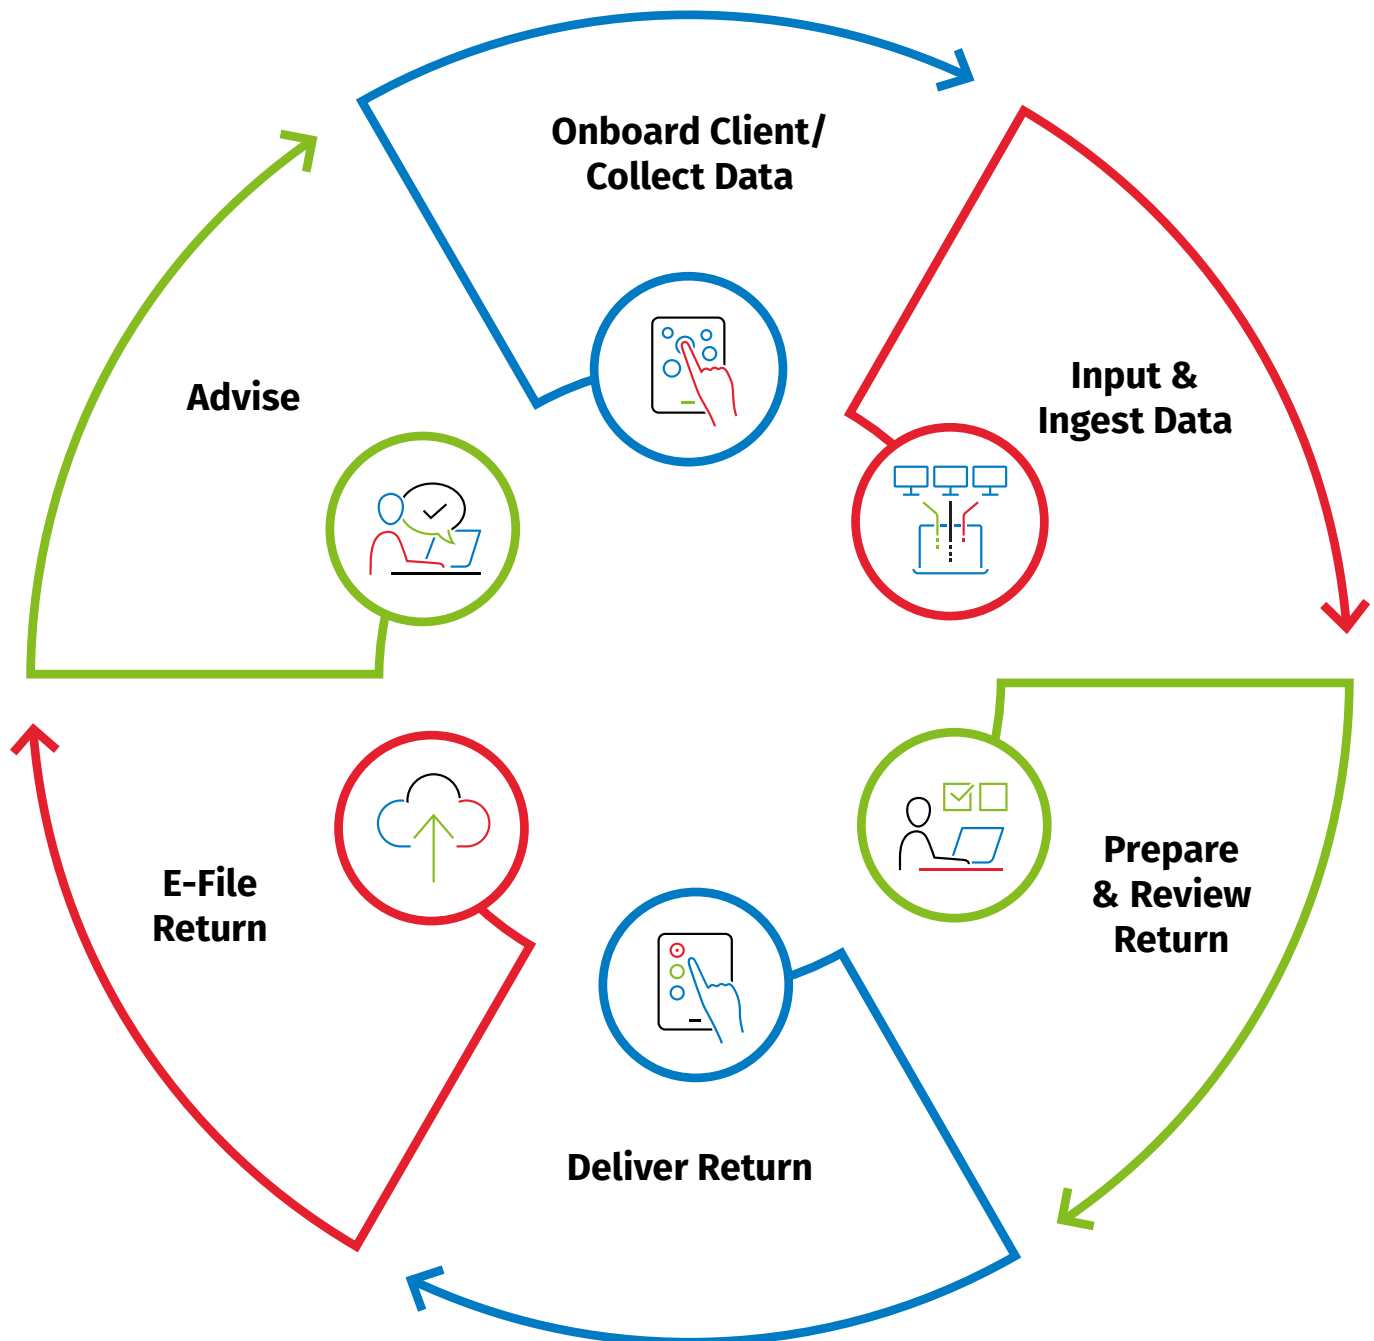 Onboard Client/
Collect Data
Input &
Ingest Data
Prepare
& Review
Return
Deliver Return
E-File
Return
Advise